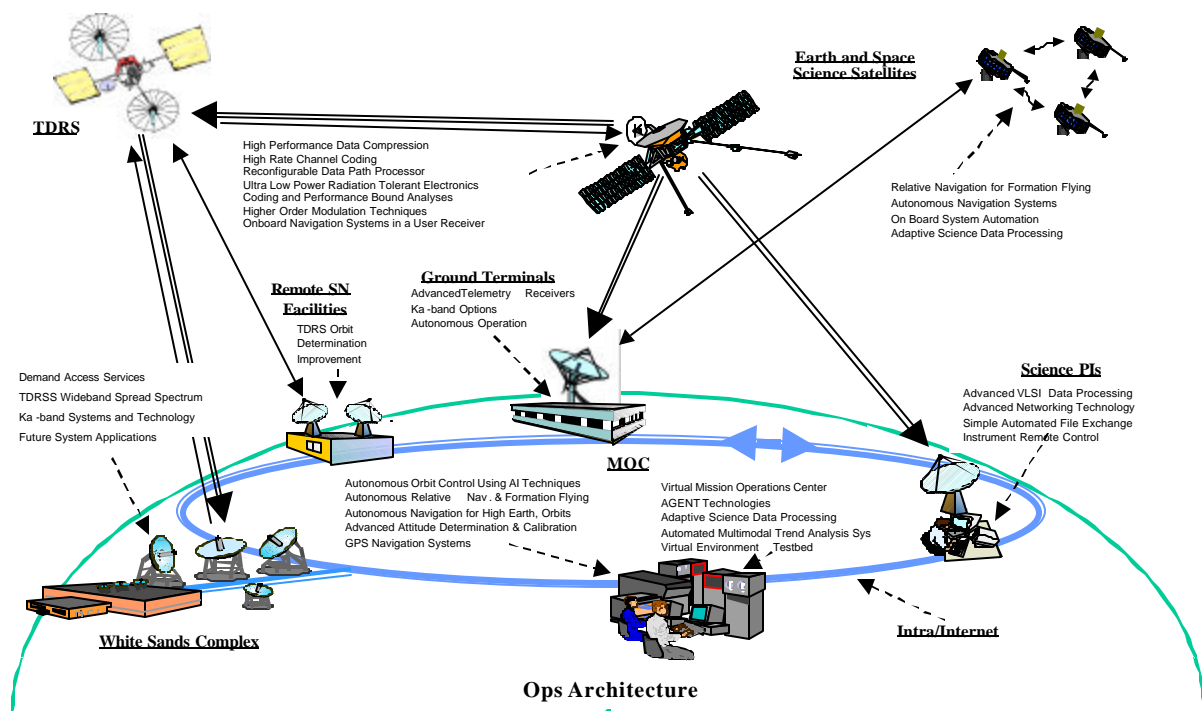 Earth and Space
Science Satellites
TDRS
High Performance Data Compression
High Rate Channel Coding
Reconfigurable Data Path Processor
Ultra Low Power Radiation Tolerant Electronics
Coding and Performance Bound Analyses
Higher Order Modulation Techniques
Onboard Navigation Systems in a User Receiver
Relative Navigation for Formation Flying
Autonomous Navigation Systems
On Board System Automation
Adaptive Science Data Processing
Ground Terminals
AdvancedTelemetry Receivers
Ka -band Options
Autonomous Operation
Remote SN
Facilities
TDRS Orbit
Determination
Improvement
Demand Access Services
TDRSS Wideband Spread Spectrum
Ka -band Systems and Technology
Future System Applications
Science PIs
Advanced VLSI Data Processing
Advanced Networking Technology
Simple Automated File Exchange
Instrument Remote Control
MOC
Autonomous Orbit Control Using AI Techniques
Autonomous Relative Nav . & Formation Flying
Autonomous Navigation for High Earth, Orbits
Advanced Attitude Determination & Calibration
GPS Navigation Systems
Virtual Mission Operations Center
AGENT Technologies
Adaptive Science Data Processing
Automated Multimodal Trend Analysis Sys
Virtual Environment Testbed
White Sands Complex
Intra/Internet
Ops Architecture